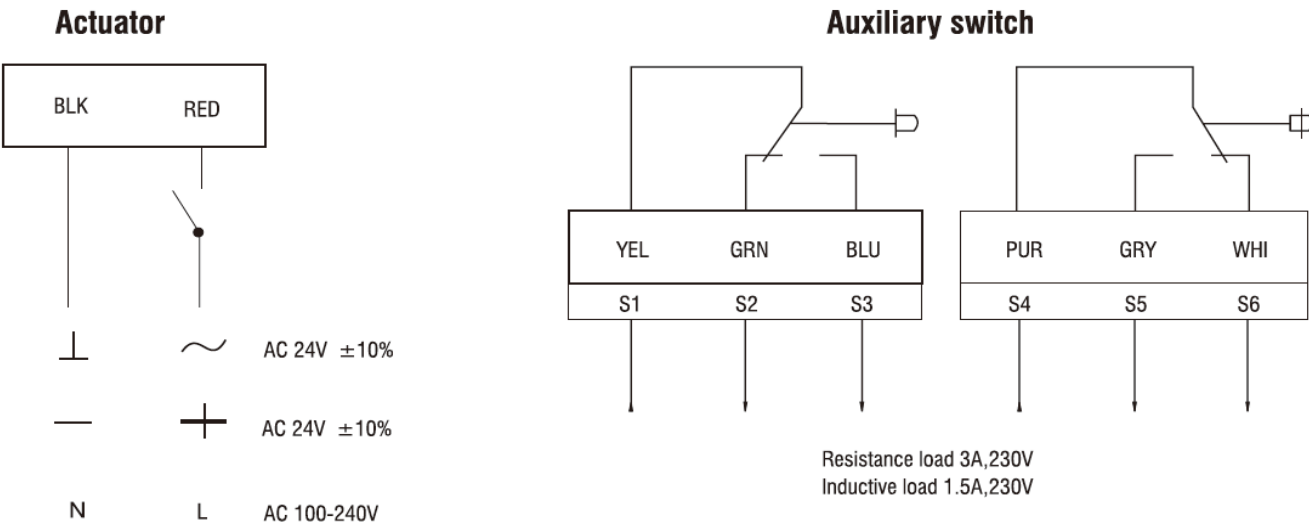 Actuator
Auxiliary switch
BLK RED
YEL GRN BLU PUR GRY WHI
S1 S2 S3 S4 S5 S6
AC 24V ±10%
AC 24V ±10%
Resistance load 3A,230V
Inductive load 1.5A,230V
N L AC 100-240V